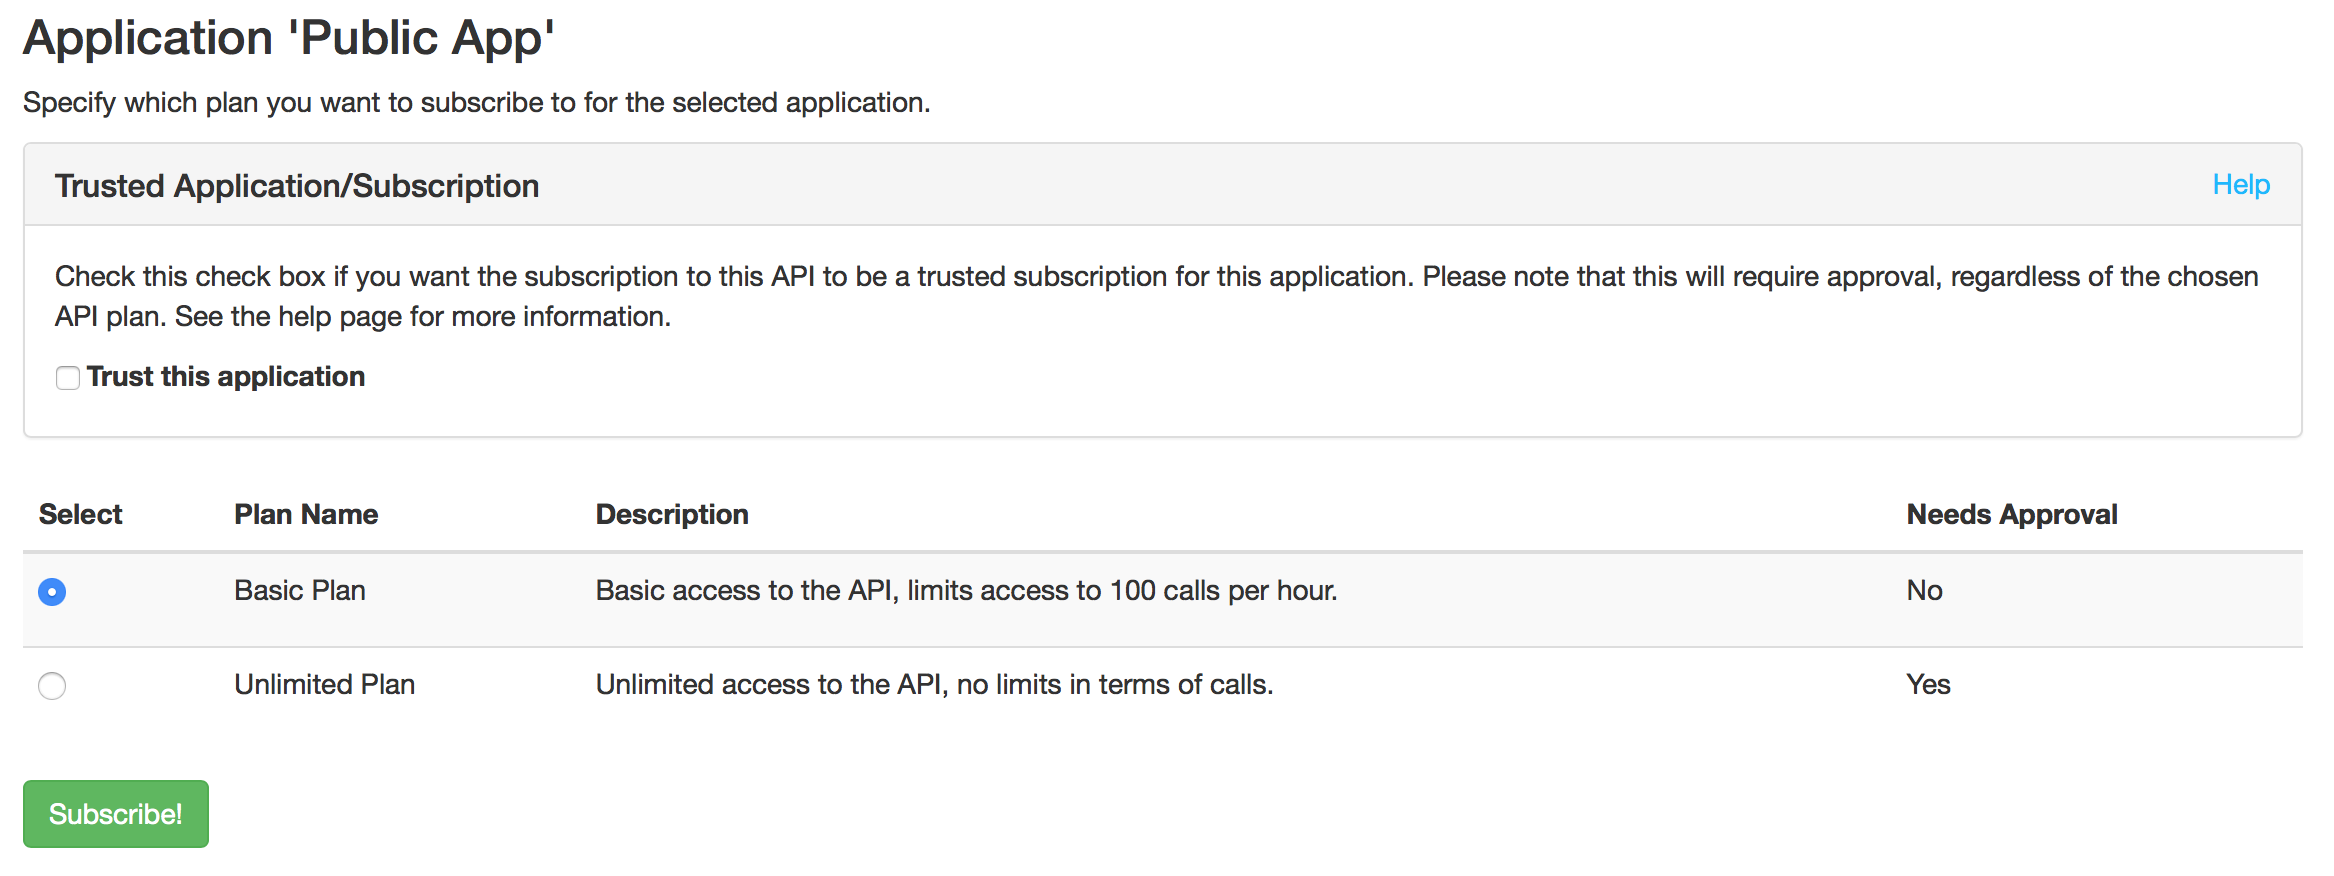 Application 'Public App'
Specify which plan you want to subscribe to for the selected application.
Trusted Application/Subscription Help
Check this check box if you want the subscription to this API to be a trusted subscription for this application. Please note that this will require approval, regardless of the chosen
API plan. See the help page for more information.
Trust this application
Select Plan Name Description Needs Approval
Basic Plan Basic access to the API, limits access to 100 calls per hour. No
Unlimited Plan Unlimited access to the API, no limits in terms of calls. Yes
Subscribe!